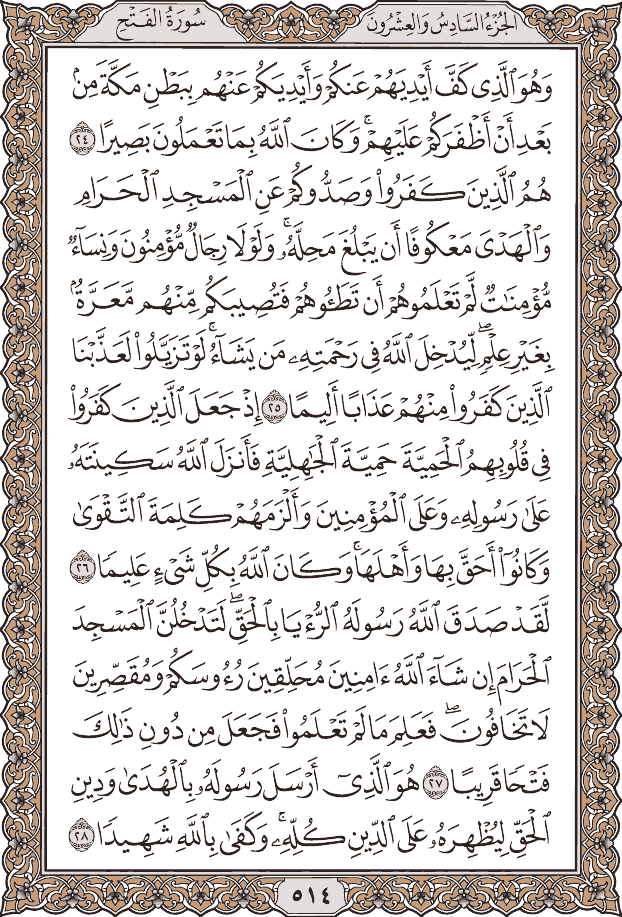 الجُزْءُ السَّادِسُ وَالعِشْرُونَ
سُورَةُ الفَتْحِ
وَهُوَ ٱلَّذِى كَفَّ أَيْدِيَهُمْ عَنكُمْ وَأَيْدِيَكُمْ عَنْهُم بِبَطْنِ مَكَّةَ مِنۢ
بَعْدِ أَنْ أَظْفَرَكُمْ عَلَيْهِمْ ۚ وَكَانَ ٱللَّهُ بِمَا تَعْمَلُونَ بَصِيرًا ٢٤
هُمُ ٱلَّذِينَ كَفَرُوا۟ وَصَدُّوكُمْ عَنِ ٱلْمَسْجِدِ ٱلْحَرَامِ
وَٱلْهَدْىَ مَعْكُوفًا أَن يَبْلُغَ مَحِلَّهُۥ ۚ وَلَوْلَا رِجَالٌ مُّؤْمِنُونَ وَنِسَآءٌ
مُّؤْمِنَٰتٌ لَّمْ تَعْلَمُوهُمْ أَن تَطَـُٔوهُمْ فَتُصِيبَكُم مِّنْهُم مَّعَرَّةٌۢ
بِغَيْرِ عِلْمٍ ۖ لِّيُدْخِلَ ٱللَّهُ فِى رَحْمَتِهِۦ مَن يَشَآءُ ۚ لَوْ تَزَيَّلُوا۟ لَعَذَّبْنَا
ٱلَّذِينَ كَفَرُوا۟ مِنْهُمْ عَذَابًا أَلِيمًا ٢٥ إِذْ جَعَلَ ٱلَّذِينَ كَفَرُوا۟
فِى قُلُوبِهِمُ ٱلْحَمِيَّةَ حَمِيَّةَ ٱلْجَٰهِلِيَّةِ فَأَنزَلَ ٱللَّهُ سَكِينَتَهُۥ
عَلَىٰ رَسُولِهِۦ وَعَلَى ٱلْمُؤْمِنِينَ وَأَلْزَمَهُمْ كَلِمَةَ ٱلتَّقْوَىٰ
وَكَانُوٓا۟ أَحَقَّ بِهَا وَأَهْلَهَا ۚ وَكَانَ ٱللَّهُ بِكُلِّ شَىْءٍ عَلِيمًا ٢٦
لَّقَدْ صَدَقَ ٱللَّهُ رَسُولَهُ ٱلرُّءْيَا بِٱلْحَقِّ ۖ لَتَدْخُلُنَّ ٱلْمَسْجِدَ
ٱلْحَرَامَ إِن شَآءَ ٱللَّهُ ءَامِنِينَ مُحَلِّقِينَ رُءُوسَكُمْ وَمُقَصِّرِينَ
لَا تَخَافُونَ ۖ فَعَلِمَ مَا لَمْ تَعْلَمُوا۟ فَجَعَلَ مِن دُونِ ذَٰلِكَ
فَتْحًا قَرِيبًا ٢٧ هُوَ ٱلَّذِىٓ أَرْسَلَ رَسُولَهُۥ بِٱلْهُدَىٰ وَدِينِ
ٱلْحَقِّ لِيُظْهِرَهُۥ عَلَى ٱلدِّينِ كُلِّهِۦ ۚ وَكَفَىٰ بِٱللَّهِ شَهِيدًا ٢٨
٥١٤